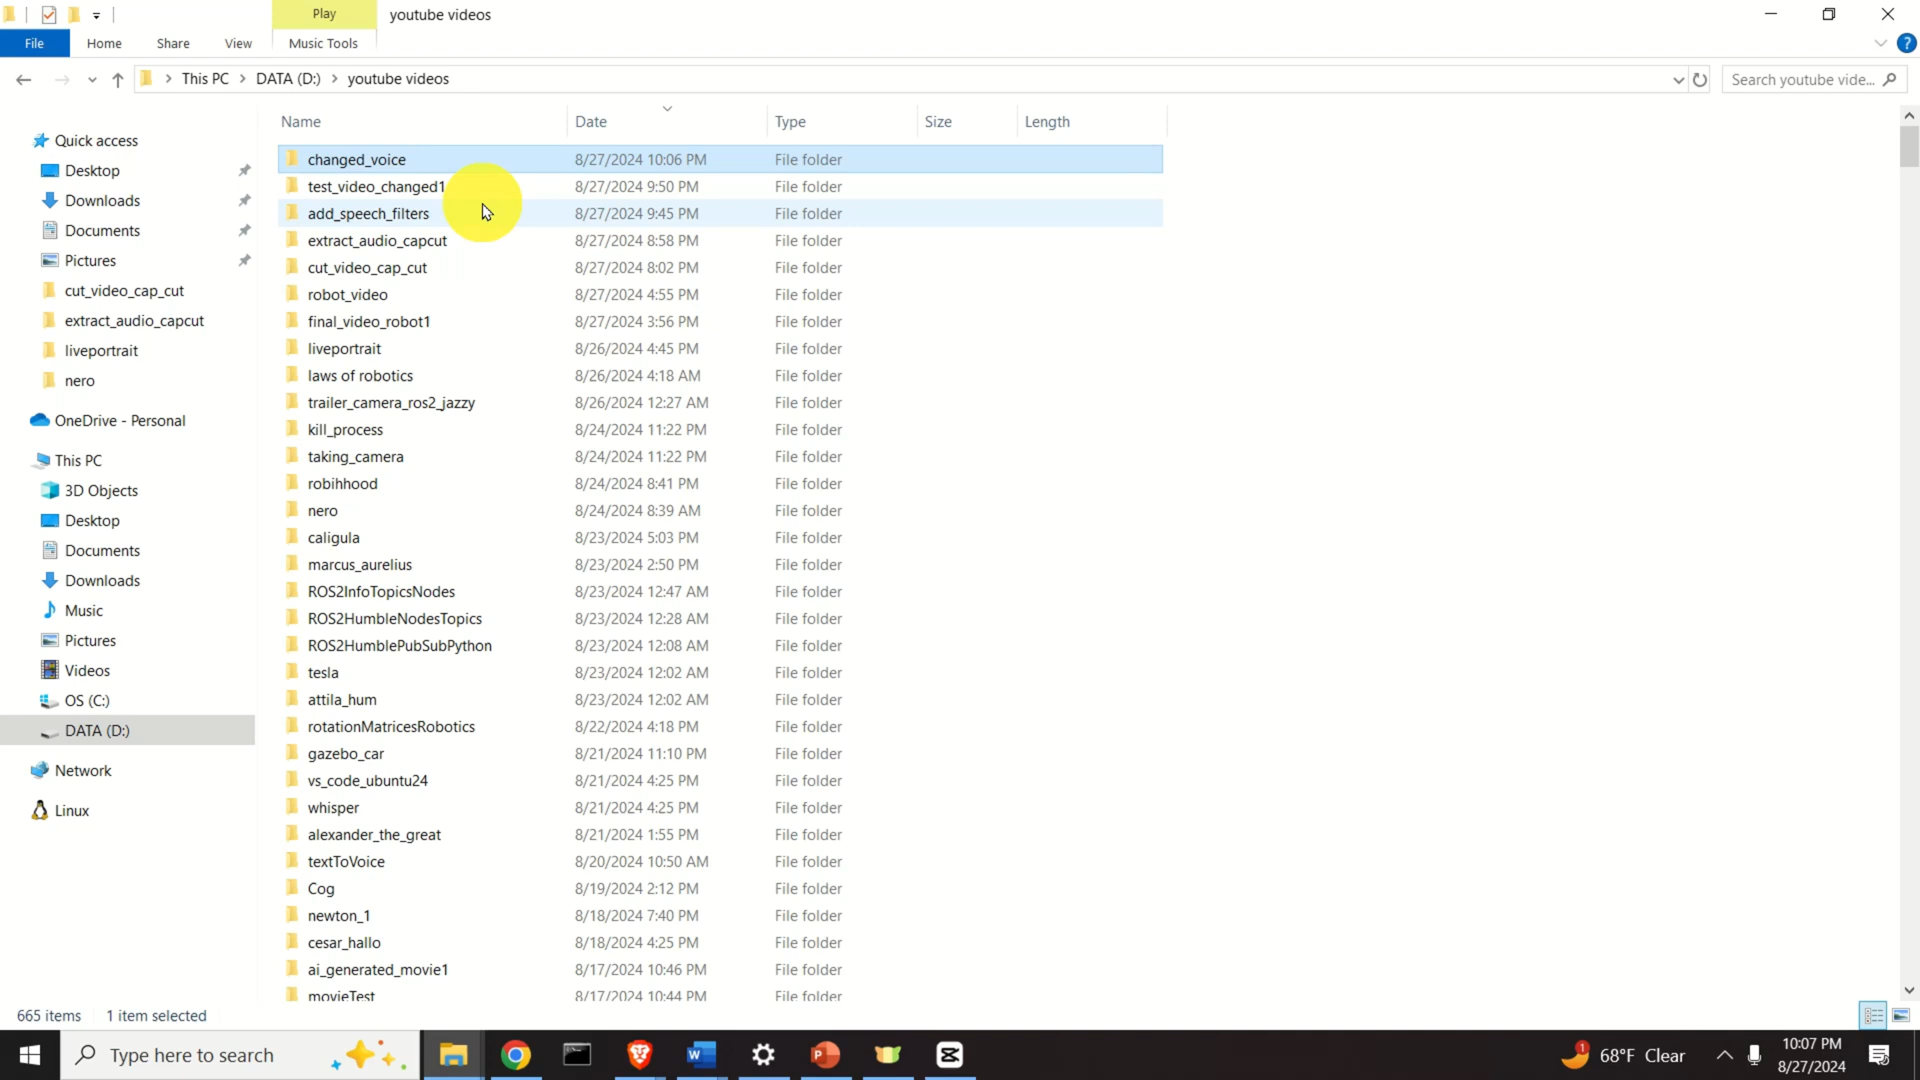 Play
youtube videos
File
Home
Share
View
Music Tools
?
This PC > DATA (D:) > youtube videos
Search youtube vide...
Quick access
Desktop
Downloads
Documents
Pictures
cut_video_cap_cut
extract_audio_capcut
liveportrait
nero
OneDrive - Personal
This PC
3D Objects
Desktop
Documents
Downloads
Music
Pictures
Videos
OS (C:)
DATA (D:)
Network
Linux
Name Date Type Size Length
changed_voice 8/27/2024 10:06 PM File folder
test_video_changed1 8/27/2024 9:50 PM File folder
add_speech_filters 8/27/2024 9:45 PM File folder
extract_audio_capcut 8/27/2024 8:58 PM File folder
cut_video_cap_cut 8/27/2024 8:02 PM File folder
robot_video 8/27/2024 4:55 PM File folder
final_video_robot1 8/27/2024 3:56 PM File folder
liveportrait 8/26/2024 4:45 PM File folder
laws of robotics 8/26/2024 4:18 AM File folder
trailer_camera_ros2_jazzy 8/26/2024 12:27 AM File folder
kill_process 8/24/2024 11:22 PM File folder
taking_camera 8/24/2024 11:22 PM File folder
robihhood 8/24/2024 8:41 PM File folder
nero 8/24/2024 8:39 AM File folder
caligula 8/23/2024 5:03 PM File folder
marcus_aurelius 8/23/2024 2:50 PM File folder
ROS2InfoTopicsNodes 8/23/2024 12:47 AM File folder
ROS2HumbleNodesTopics 8/23/2024 12:28 AM File folder
ROS2HumblePubSubPython 8/23/2024 12:08 AM File folder
tesla 8/23/2024 12:02 AM File folder
attila_hum 8/23/2024 12:02 AM File folder
rotationMatricesRobotics 8/22/2024 4:18 PM File folder
gazebo_car 8/21/2024 11:10 PM File folder
vs_code_ubuntu24 8/21/2024 4:25 PM File folder
whisper 8/21/2024 4:25 PM File folder
alexander_the_great 8/21/2024 1:55 PM File folder
textToVoice 8/20/2024 10:50 AM File folder
Cog 8/19/2024 2:12 PM File folder
newton_1 8/18/2024 7:40 PM File folder
cesar_hallo 8/18/2024 4:25 PM File folder
ai_generated_movie1 8/17/2024 10:46 PM File folder
movieTest 8/17/2024 10:44 PM File folder
665 items 1 item selected
Type here to search
1
68°F Clear
10:07 PM
8/27/2024